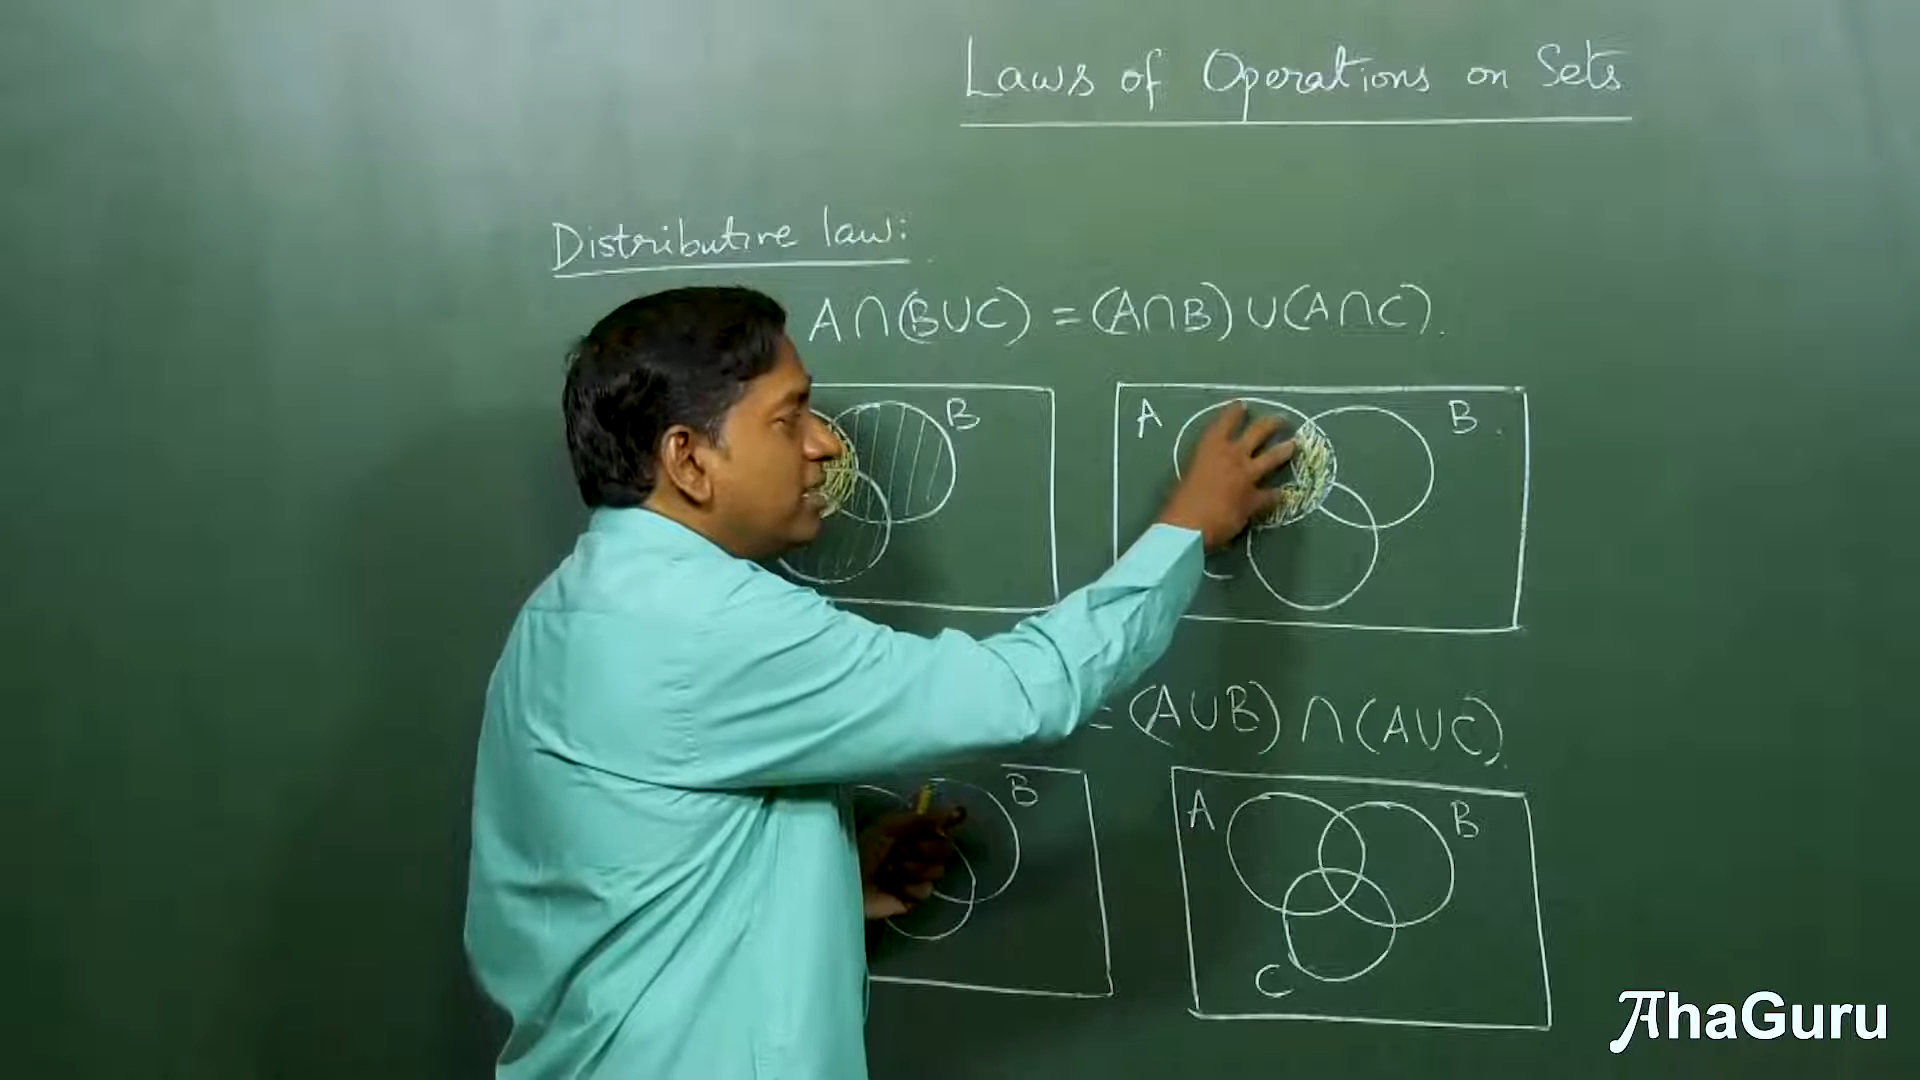 Laws of Operations on Sets
Distributive law:
A∩(B∪C) = (A∩B)∪(A∩C).
B
A
B
= (A∪B)∩(A∪C).
B
A
B
C
AhaGuru